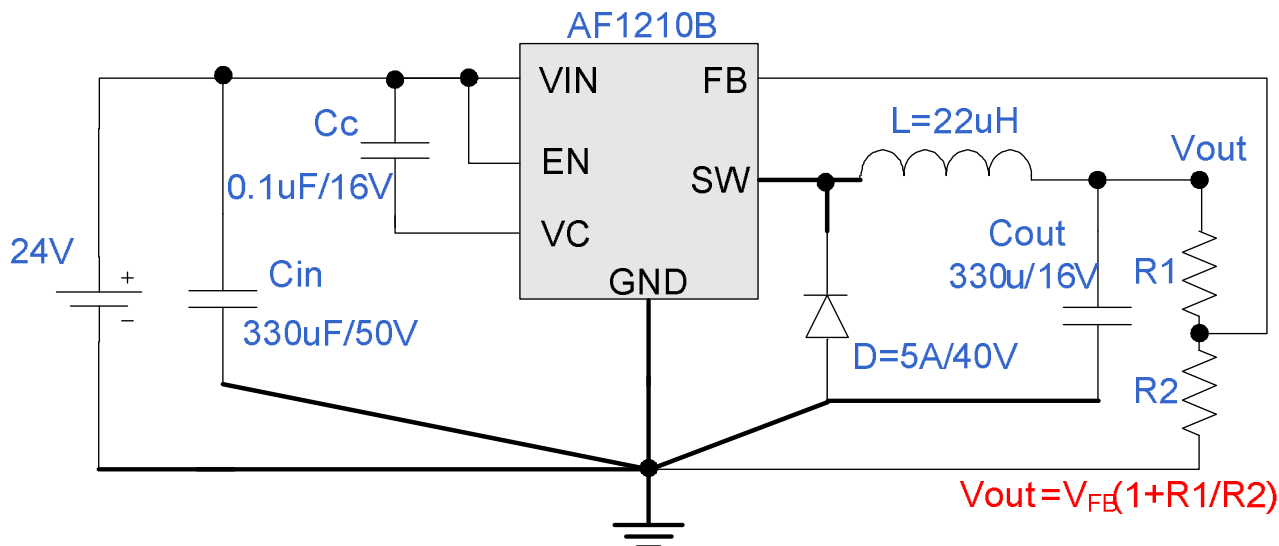 AF1210B
VIN
FB
Cc
L=22uH
Vout
EN
0.1uF/16V
SW
VC
24V
Cout
Cin
GND
330u/16V
R1
+
−
330uF/50V
D=5A/40V
R2
Vout=VFB(1+R1/R2)